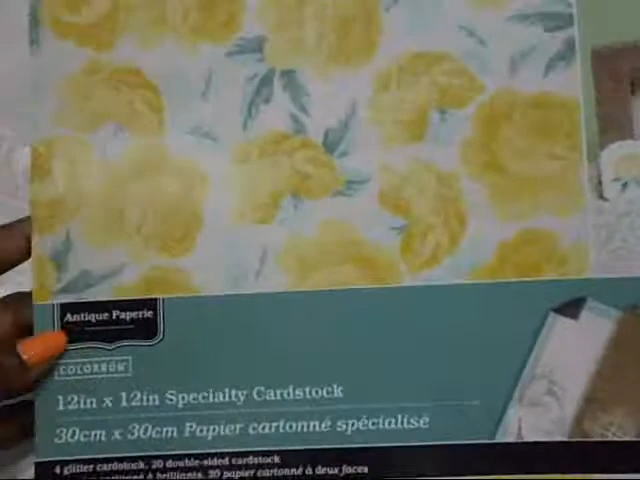 Antique Paperie
COLORBÖK
12in x 12in Specialty Cardstock
30cm x 30cm Papier cartonné spécialisé
4 glitter cardstock, 20 double-sided cardstock
à brillants, 20 papier cartonné à deux faces